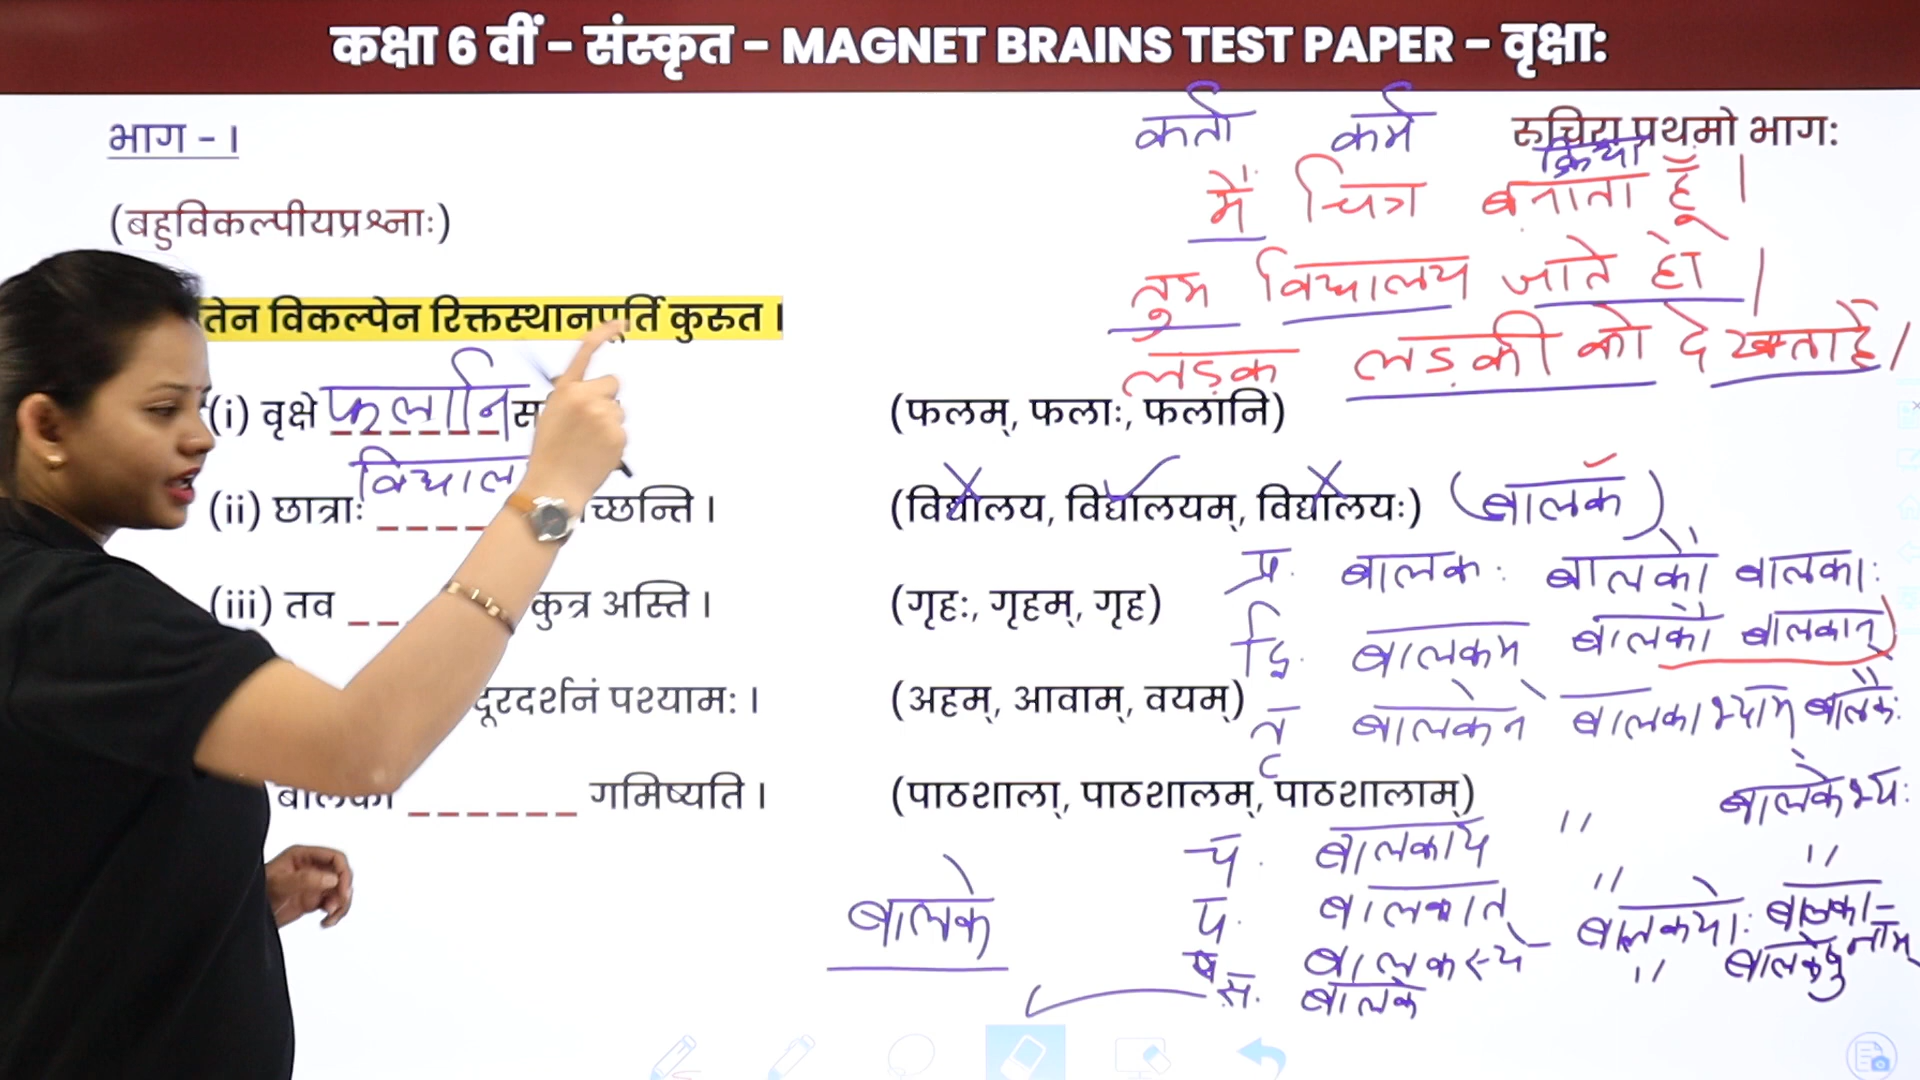 कक्षा 6 वीं - संस्कृत - MAGNET BRAINS TEST PAPER - वृक्षाः
भाग - I
कर्ता कर्म रुचिरा प्रथमो भागः
क्रिया
(बहुविकल्पीयप्रश्नाः)
मैं चित्र बनाता हूँ ।
तुम विद्यालय जाते हो ।
तेन विकल्पेन रिक्तस्थानपूर्ति कुरुत ।
लड़क लड़की को देखता है ।
(i) वृक्षे फलानि (फलम्, फलाः, फलानि)
(ii) छात्राः विद्याल च्छन्ति । (विद्यालय, विद्यालयम्, विद्यालयः) (बालक)
प्र. बालकः बालकौ बालकाः
(iii) तव _ _ कुत्र अस्ति । (गृहः, गृहम्, गृह)
द्वि. बालकम् बालकौ बालकान्
दूरदर्शनं पश्यामः । (अहम्, आवाम्, वयम्)
तृ बालकेन बालकाभ्याम् बालकैः
बालिका _ _ _ _ _ _ गमिष्यति । (पाठशाला, पाठशालम्, पाठशालाम्)
बालकेभ्यः
च. बालकाय " "
पं. बालकात् " "
बालके
ष बालकस्य बालकयोः बालकानाम्
स. बालके " बालकेषु